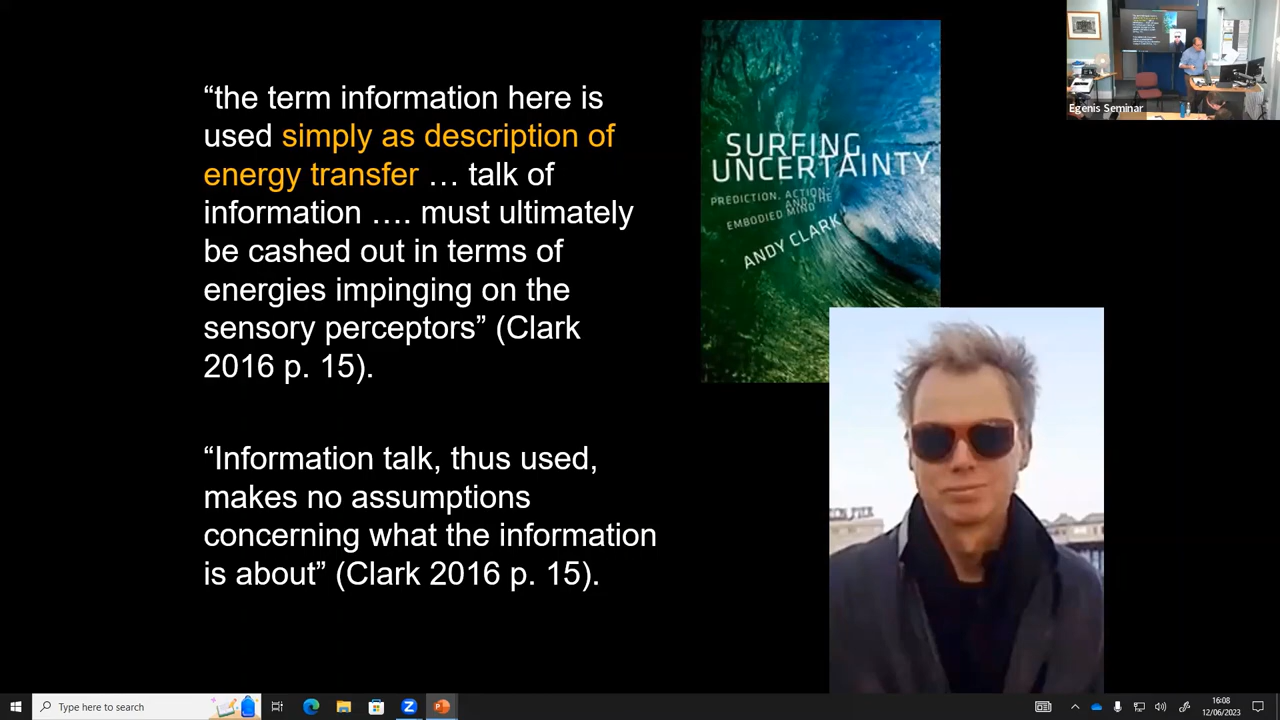 “the term information here is
used simply as description of
energy transfer … talk of
information …. must ultimately
be cashed out in terms of
energies impinging on the
sensory perceptors” (Clark
2016 p. 15).
“Information talk, thus used,
makes no assumptions
concerning what the information
is about” (Clark 2016 p. 15).
SURFING
UNCERTAINTY
PREDICTION, ACTION,
AND THE
EMBODIED MIND
ANDY CLARK
Egenis Seminar
Type here to search
16:08
12/06/2023